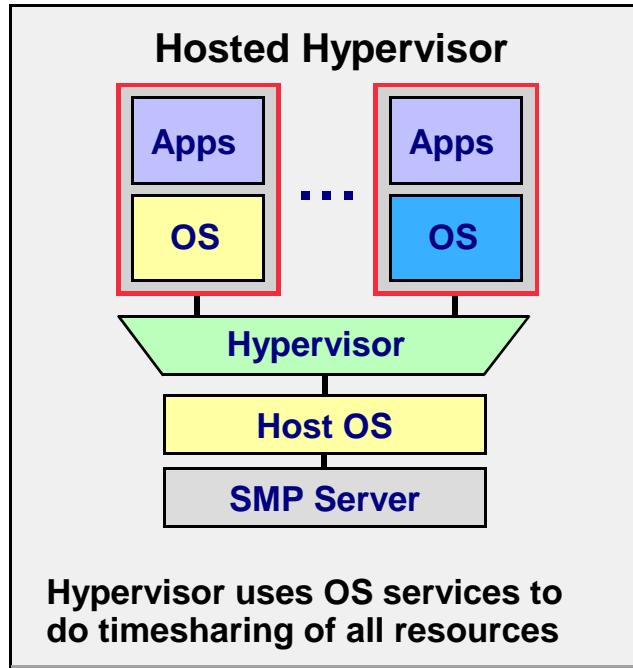 Hosted Hypervisor
Apps
Apps
OS
OS
Hypervisor
Host OS
SMP Server
Hypervisor uses OS services to
do timesharing of all resources